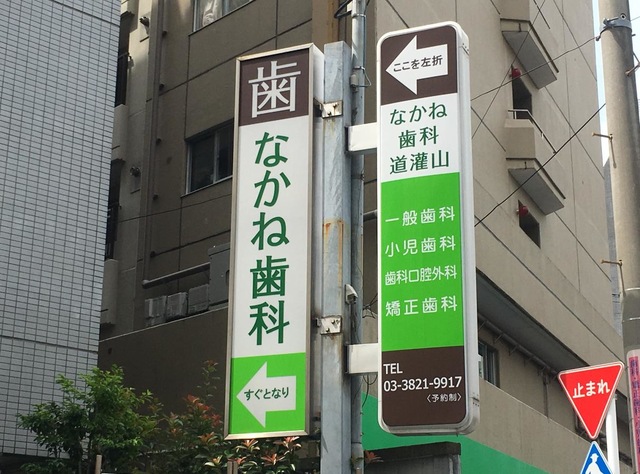 歯
なかね歯科
すぐとなり
ここを左折
なかね
歯科
道灌山
一般歯科
小児歯科
歯科口腔外科
矯正歯科
TEL
03-3821-9917
〈予約制〉
止まれ